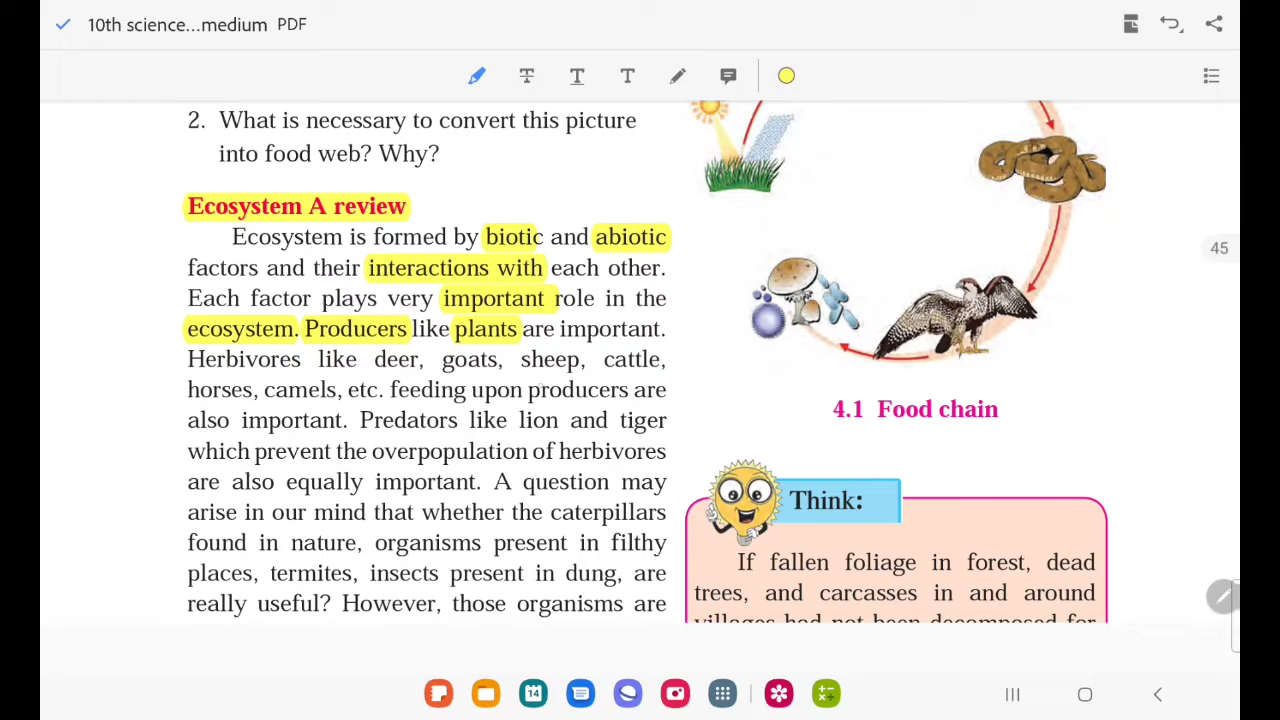 10th science...medium PDF
2. What is necessary to convert this picture
into food web? Why?
Ecosystem A review
Ecosystem is formed by biotic and abiotic
factors and their interactions with each other.
Each factor plays very important role in the
ecosystem. Producers like plants are important.
Herbivores like deer, goats, sheep, cattle,
horses, camels, etc. feeding upon producers are
also important. Predators like lion and tiger
which prevent the overpopulation of herbivores
are also equally important. A question may
arise in our mind that whether the caterpillars
found in nature, organisms present in filthy
places, termites, insects present in dung, are
really useful? However, those organisms are
45
4.1 Food chain
Think:
If fallen foliage in forest, dead
trees, and carcasses in and around
villages had not been decomposed for
14